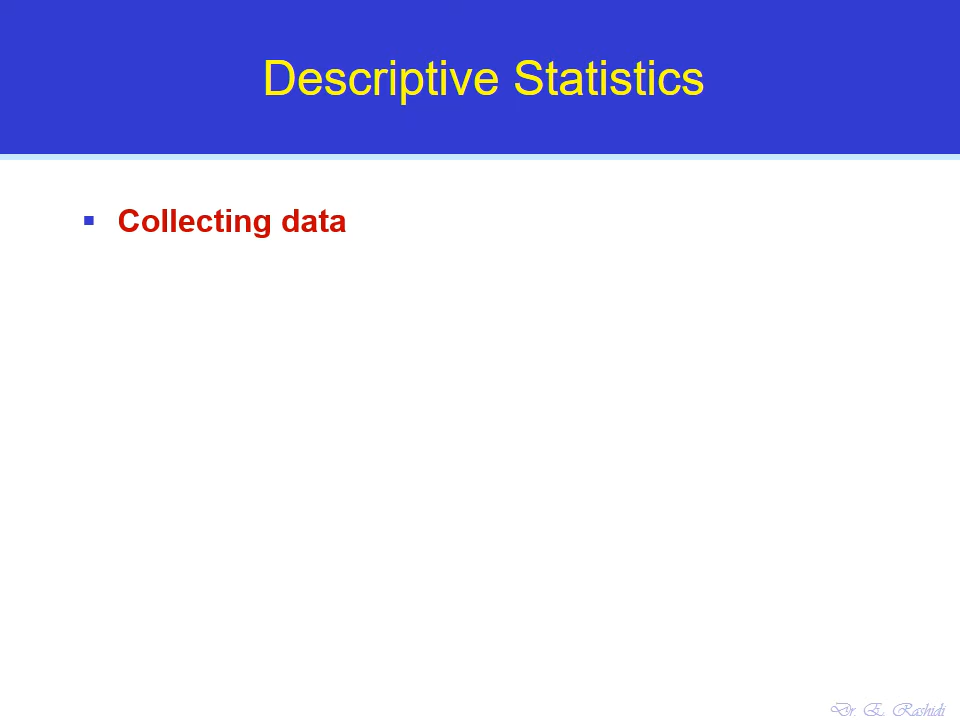 Descriptive Statistics
▪ Collecting data
Dr. E. Rashidi